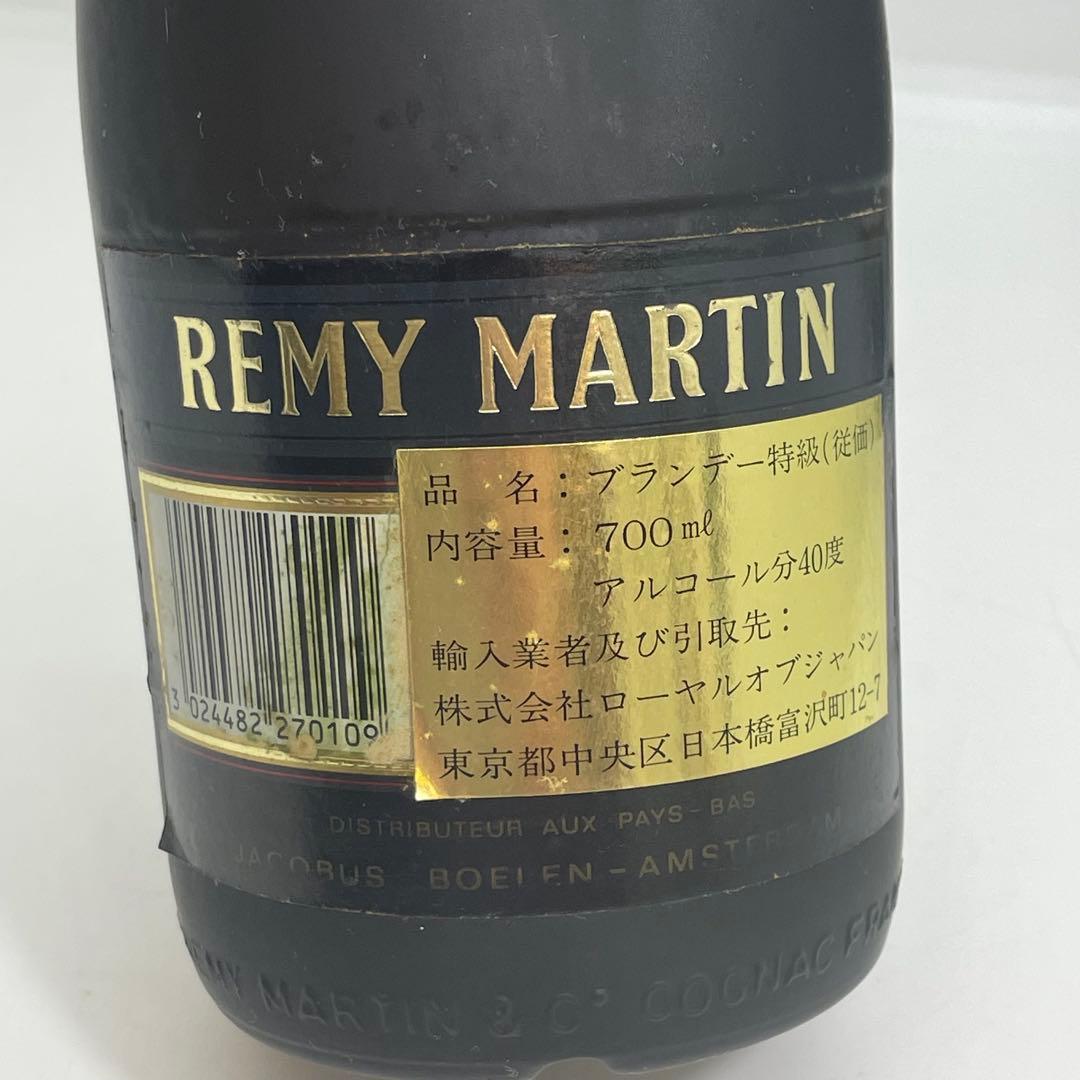 REMY MARTIN
品 名：ブランデー特級(従価)
内容量：700㎖
アルコール分40度
輸入業者及び引取先：
株式会社ローヤルオブジャパン
東京都中央区日本橋富沢町12-7
3 024482 270109
DISTRIBUTEUR AUX PAYS-BAS
JACOBUS BOELEN-AMSTERDAM
REMY MARTIN & Cº COGNAC